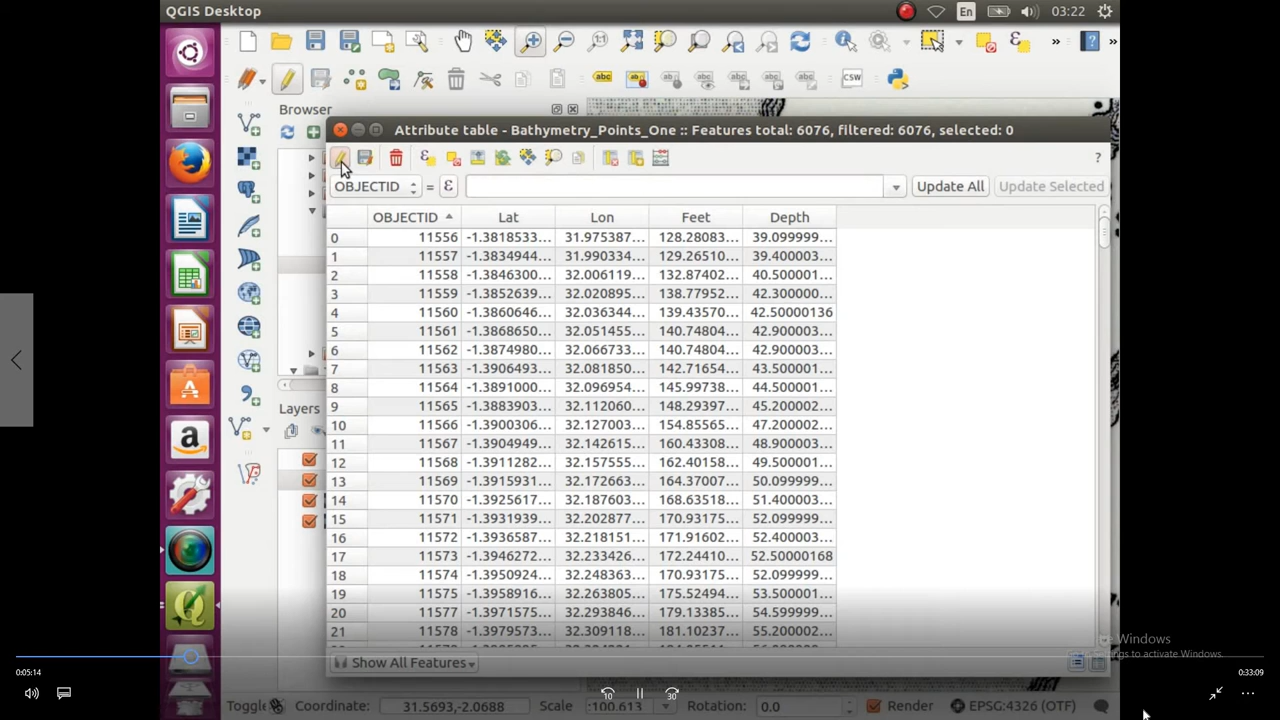 QGIS Desktop En 03:22
abc ab abc CSW
Browser
Attribute table - Bathymetry_Points_One :: Features total: 6076, filtered: 6076, selected: 0
?
OBJECTID = ε Update All Update Selected
OBJECTID Lat Lon Feet Depth
0 11556 -1.3818533... 31.975387... 128.28083... 39.099999...
1 11557 -1.3834944... 31.990334... 129.26510... 39.400003...
2 11558 -1.3846300... 32.006119... 132.87402... 40.500001...
3 11559 -1.3852639... 32.020895... 138.77952... 42.300000...
4 11560 -1.3860646... 32.036344... 139.43570... 42.50000136
5 11561 -1.3868650... 32.051455... 140.74804... 42.900003...
6 11562 -1.3874980... 32.066733... 140.74804... 42.900003...
7 11563 -1.3906493... 32.081850... 142.71654... 43.500001...
8 11564 -1.3891000... 32.096954... 145.99738... 44.500001...
9 11565 -1.3883903... 32.112060... 148.29397... 45.200002...
10 11566 -1.3900306... 32.127003... 154.85565... 47.200002...
11 11567 -1.3904949... 32.142615... 160.43308... 48.900003...
12 11568 -1.3911282... 32.157555... 162.40158... 49.500001...
13 11569 -1.3915931... 32.172663... 164.37007... 50.099999...
14 11570 -1.3925617... 32.187603... 168.63518... 51.400003...
15 11571 -1.3931939... 32.202877... 170.93175... 52.099999...
16 11572 -1.3936587... 32.218151... 171.91602... 52.400003...
17 11573 -1.3946272... 32.233426... 172.24410... 52.50000168
18 11574 -1.3950924... 32.248363... 170.93175... 52.099999...
19 11575 -1.3958916... 32.263805... 175.52494... 53.500001...
20 11577 -1.3971575... 32.293846... 179.13385... 54.599999...
21 11578 -1.3979573... 32.309118... 181.10237... 55.200002...
Layers
Show All Features
Windows
ettings to activate Windows.
0:05:14 0:33:09
10 30
Toggle Coordinate: 31.5693,-2.0688 Scale :100,613 Rotation: 0.0 Render EPSG:4326 (OTF)